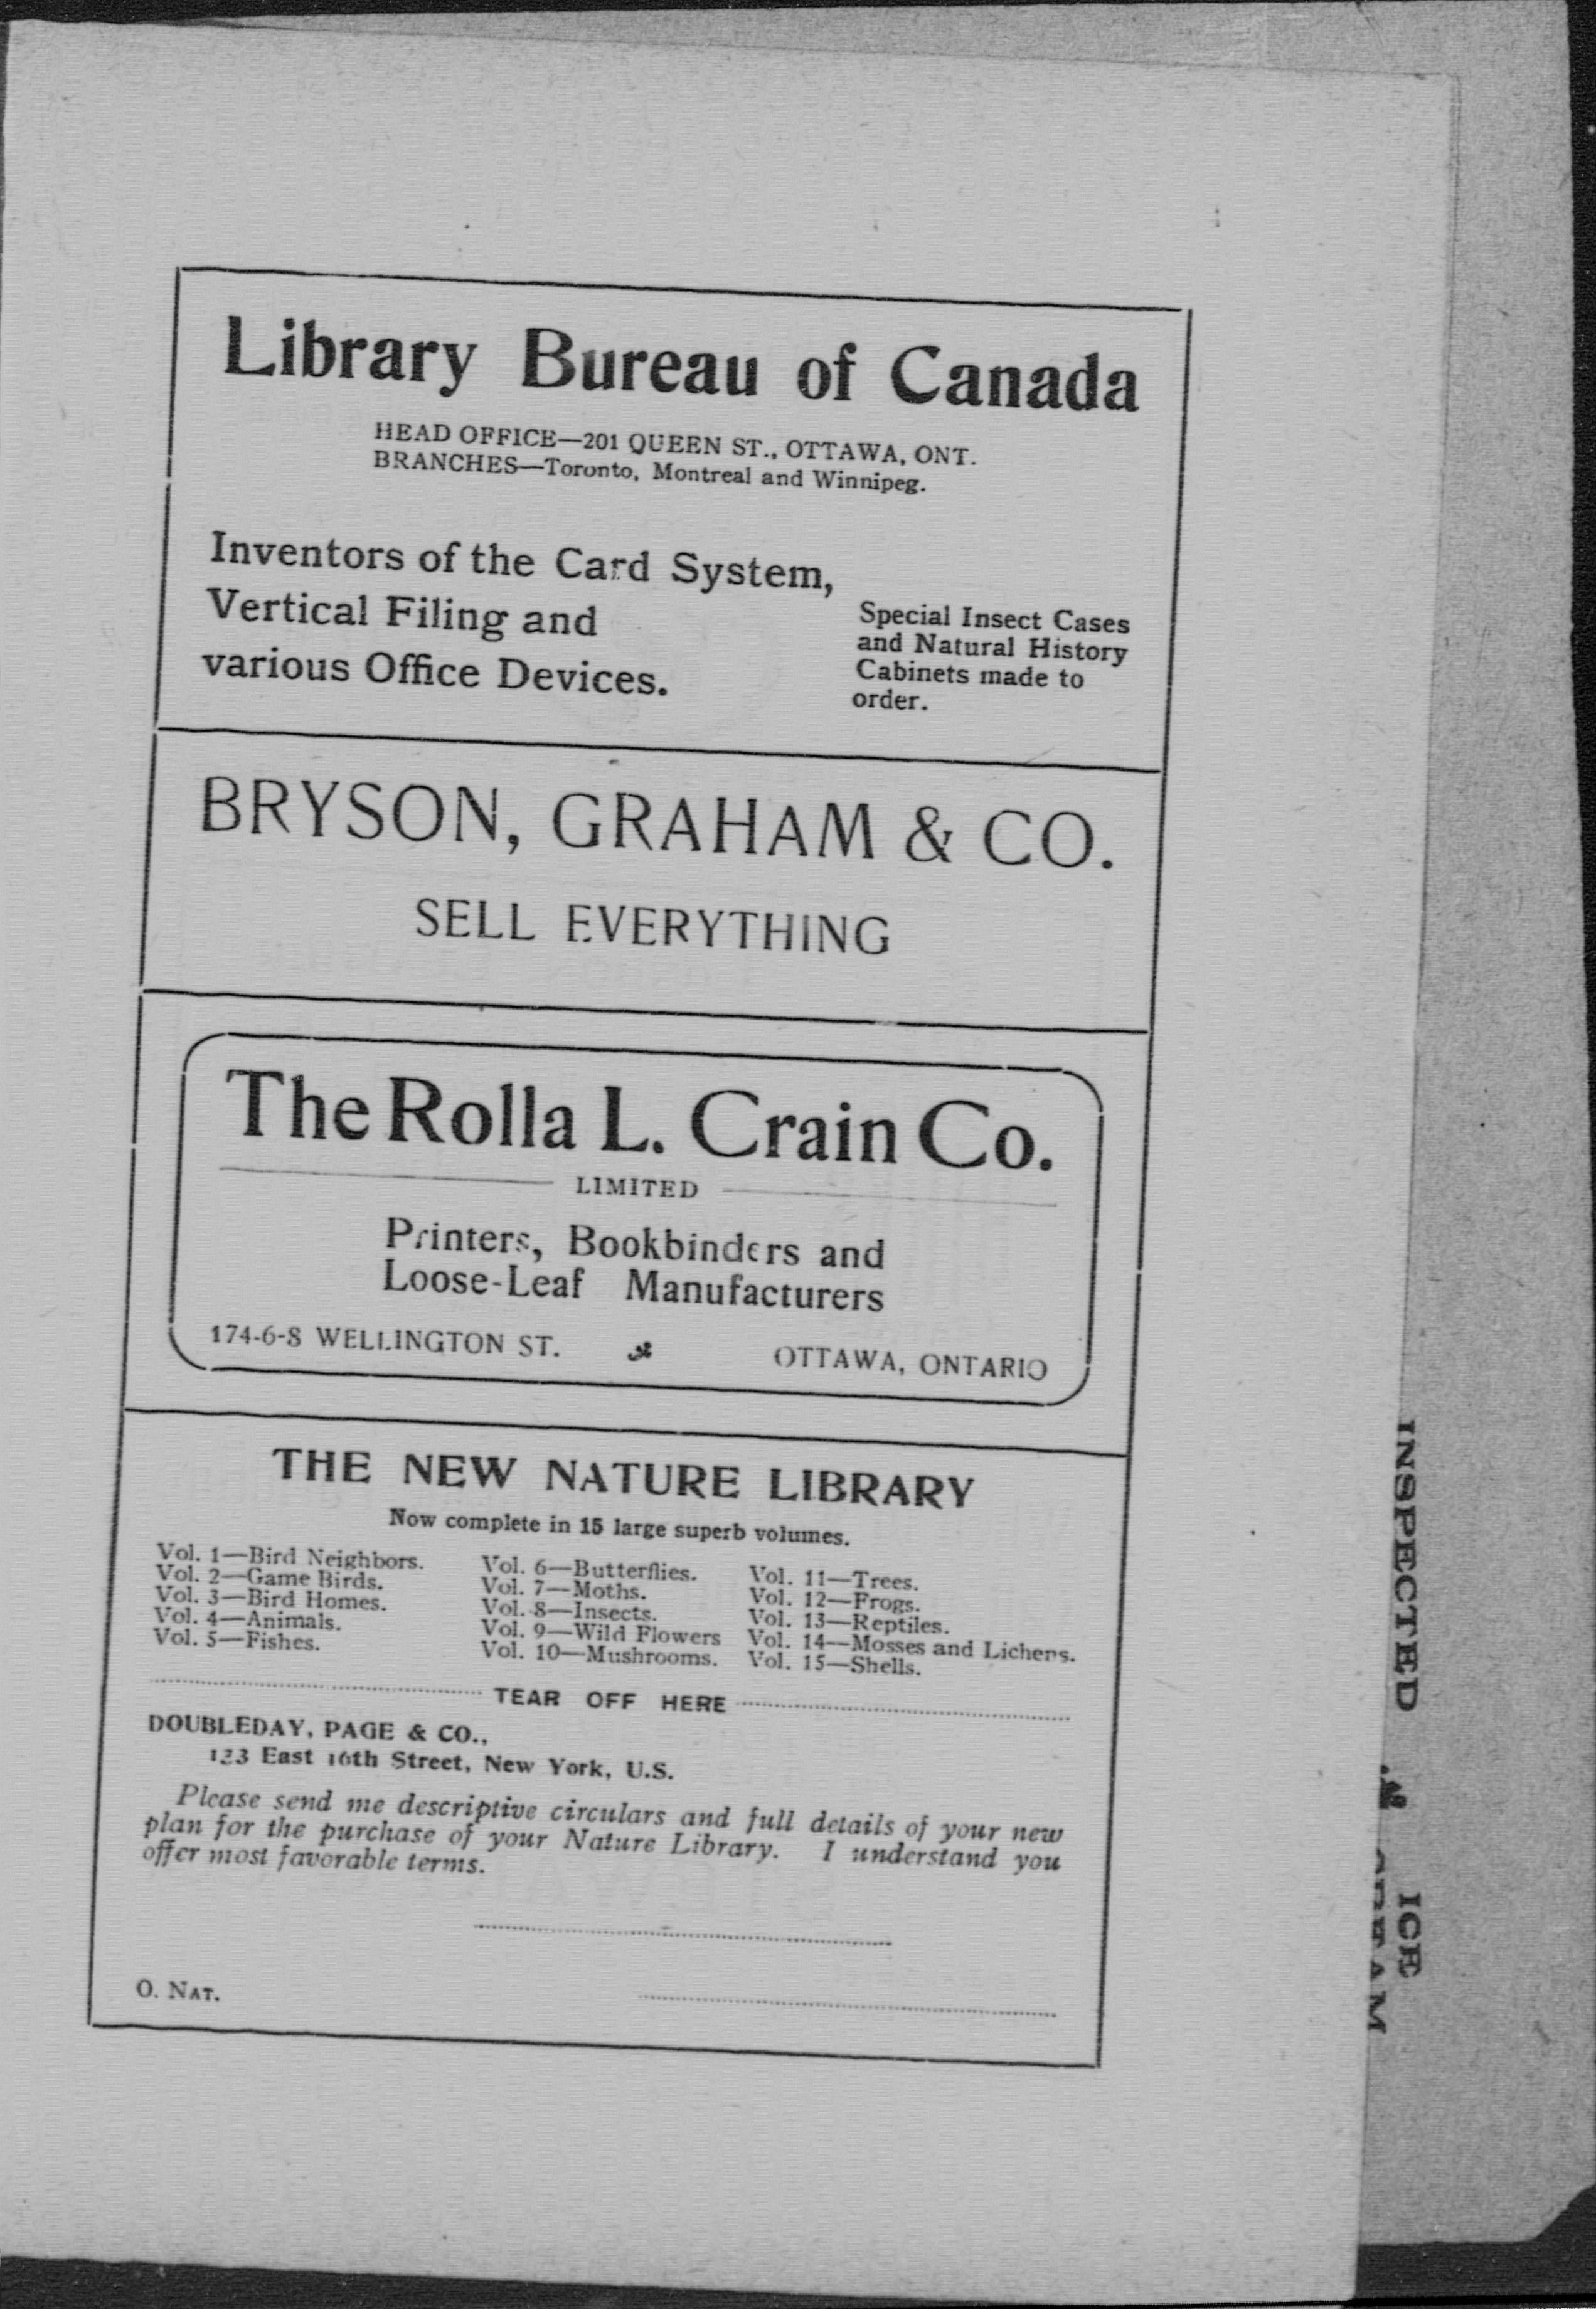 Library Bureau of Canada
HEAD OFFICE—201 QUEEN ST., OTTAWA, ONT.
BRANCHES—Toronto, Montreal and Winnipeg.
Inventors of the Card System,
Vertical Filing and
various Office Devices.
Special Insect Cases
and Natural History
Cabinets made to
order.
BRYSON, GRAHAM & CO.
SELL EVERYTHING
The Rolla L. Crain Co.
LIMITED
Printers, Bookbinders and
Loose-Leaf Manufacturers
174-6-8 WELLINGTON ST. OTTAWA, ONTARIO
THE NEW NATURE LIBRARY
Now complete in 15 large superb volumes.
Vol. 1—Bird Neighbors.
Vol. 2—Game Birds.
Vol. 3—Bird Homes.
Vol. 4—Animals.
Vol. 5—Fishes.
Vol. 6—Butterflies.
Vol. 7—Moths.
Vol. 8—Insects.
Vol. 9—Wild Flowers
Vol. 10—Mushrooms.
Vol. 11—Trees.
Vol. 12—Frogs.
Vol. 13—Reptiles.
Vol. 14—Mosses and Lichens.
Vol. 15—Shells.
TEAR OFF HERE
DOUBLEDAY, PAGE & CO.,
133 East 16th Street, New York, U.S.
Please send me descriptive circulars and full details of your new
plan for the purchase of your Nature Library. I understand you
offer most favorable terms.
O. NAT.
INSPECTED
ICE